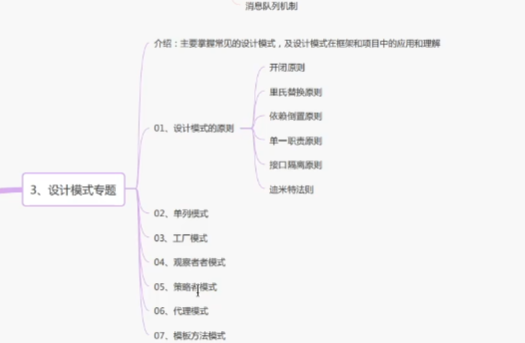 消息队列机制
介绍：主要掌握常见的设计模式，及设计模式在框架和项目中的应用和理解
01、设计模式的原则
开闭原则
里氏替换原则
依赖倒置原则
单一职责原则
接口隔离原则
迪米特法则
3、设计模式专题
02、单列模式
03、工厂模式
04、观察者者模式
05、策略者模式
06、代理模式
07、模板方法模式